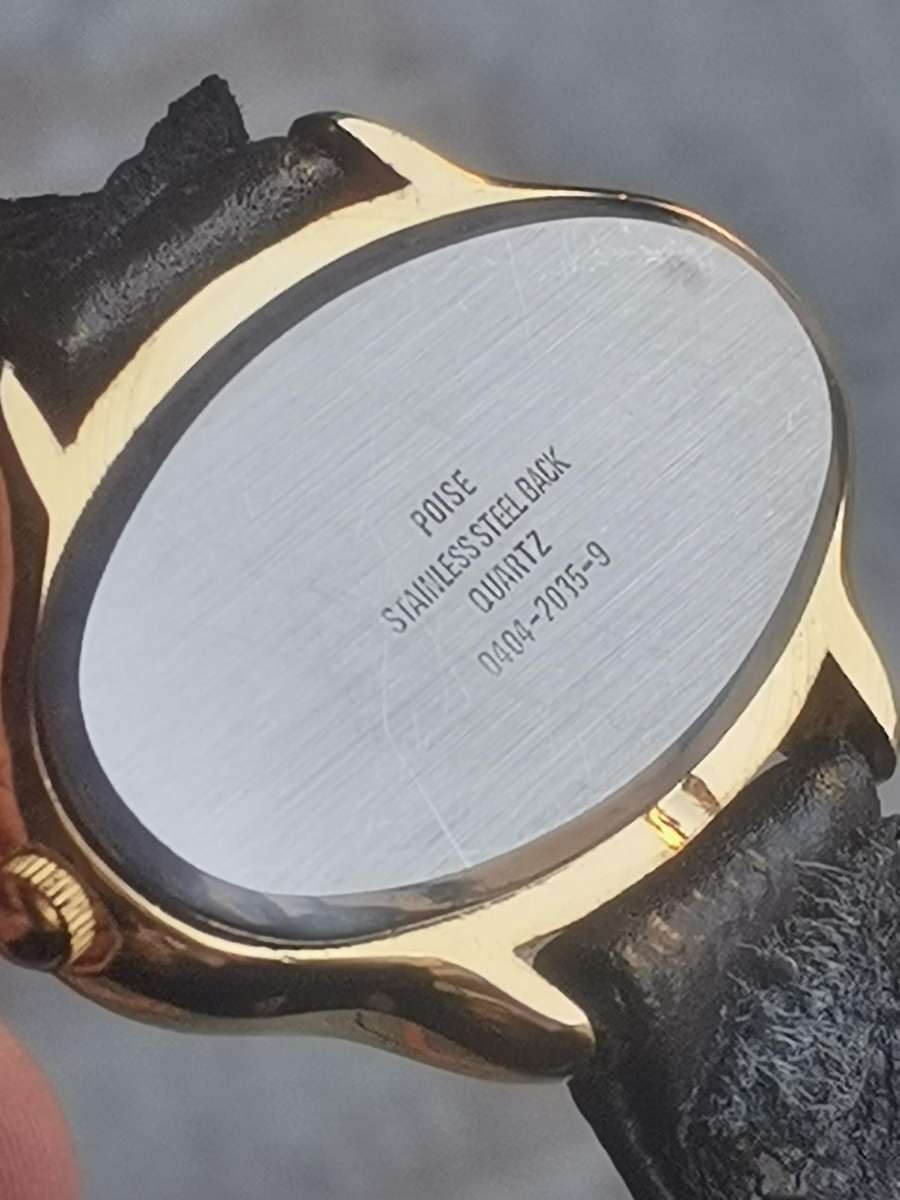 POISE
STAINLESS STEEL BACK
QUARTZ
0404-2035-9